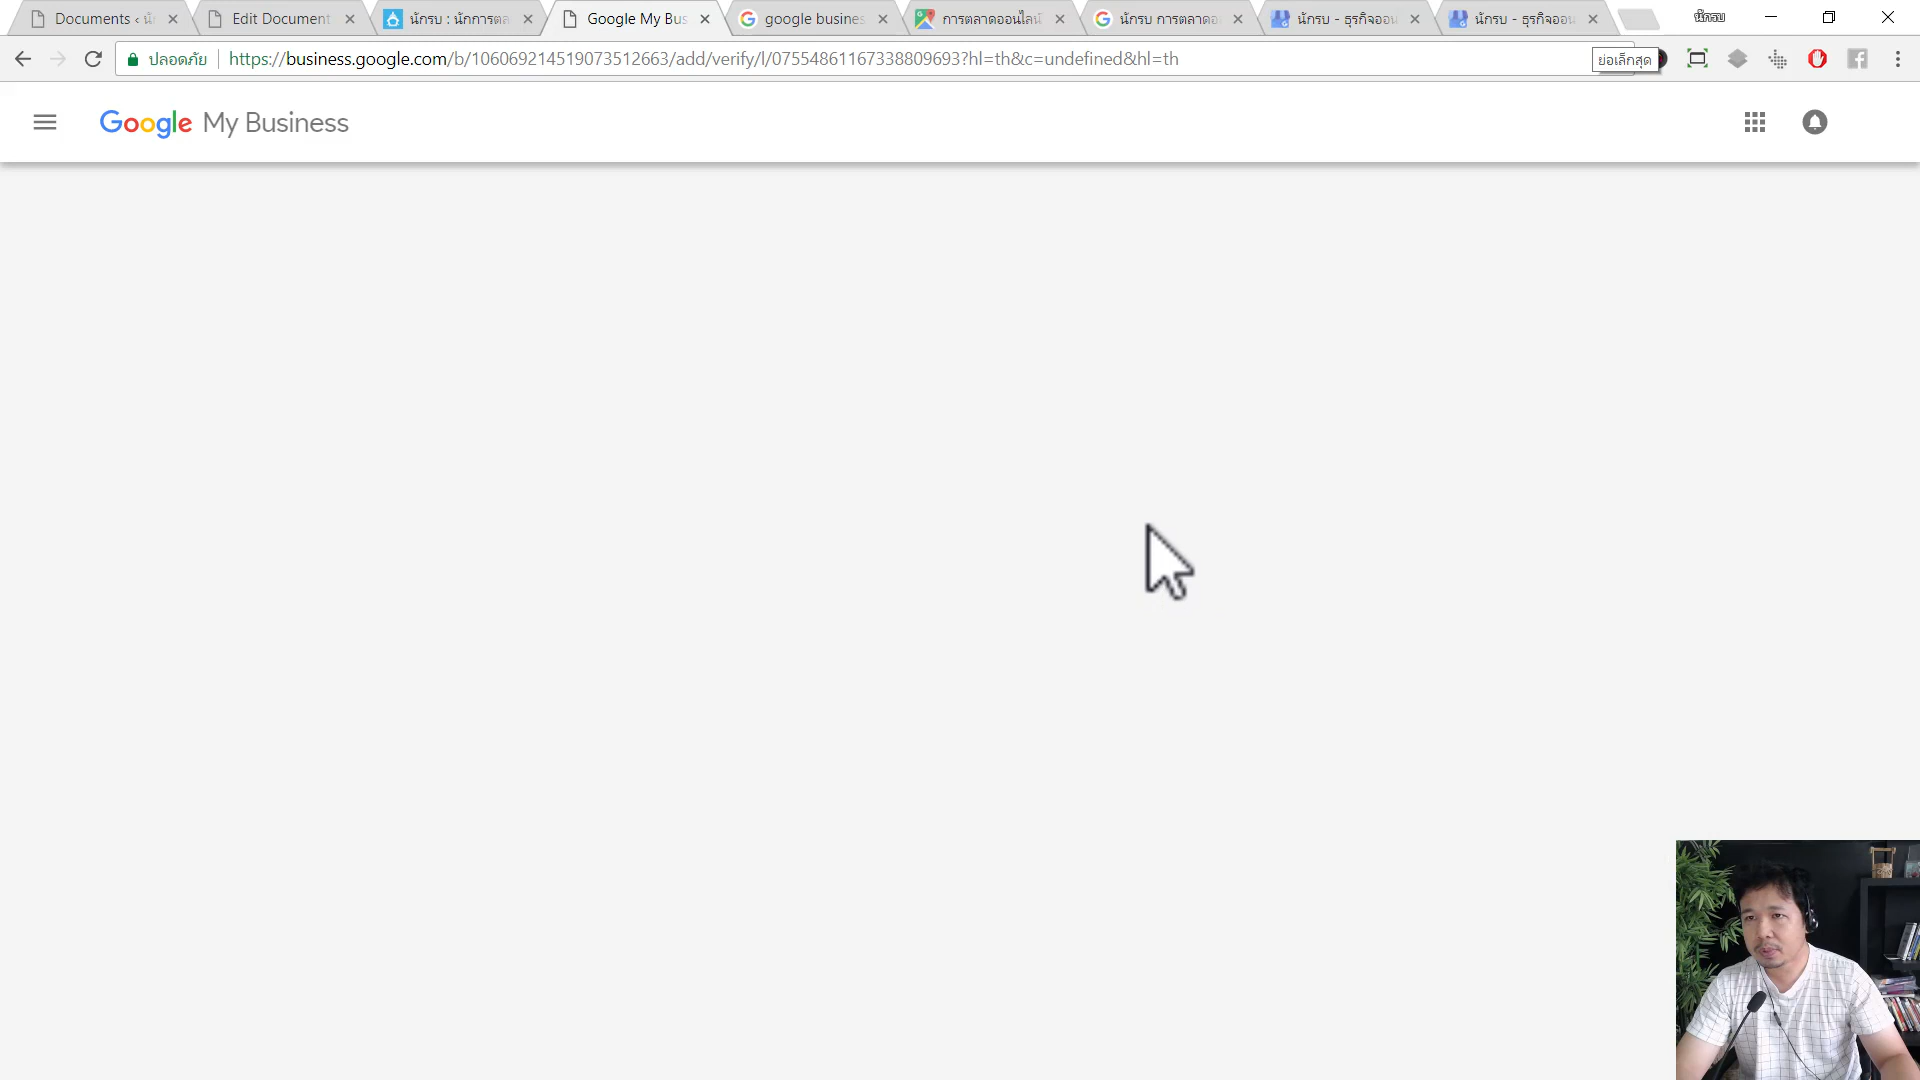 Documents ‹ นั
Edit Document
นักรบ : นักการตล
Google My Bus
google busines
การตลาดออนไลน์
นักรบ การตลาดอ
นักรบ - ธุรกิจออน
นักรบ - ธุรกิจออน
นักรบ
ปลอดภัย
https://business.google.com/b/106069214519073512663/add/verify/l/07554861167338809693?hl=th&c=undefined&hl=th
ย่อเล็กสุด
Google My Business